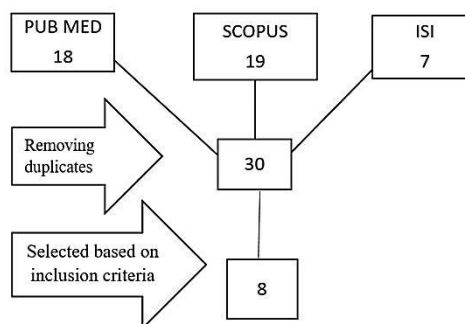 PUB MED
18
SCOPUS
19
ISI
7
Removing
duplicates
30
Selected based on
inclusion criteria
8